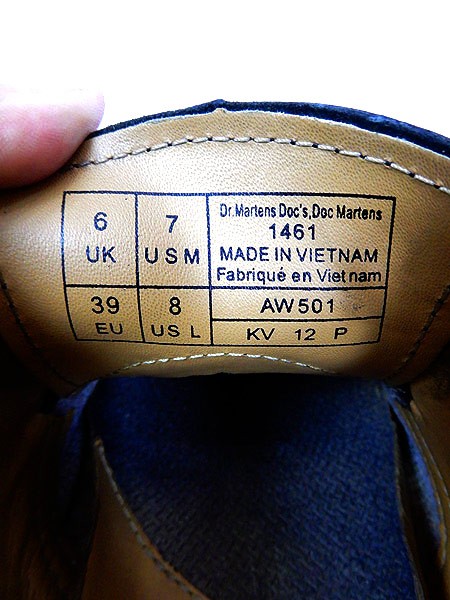 6
UK
7
USM
Dr.Martens Doc's,Doc Martens
1461
MADE IN VIETNAM
Fabriqué en Viet nam
39
EU
8
US L
AW501
KV 12 P